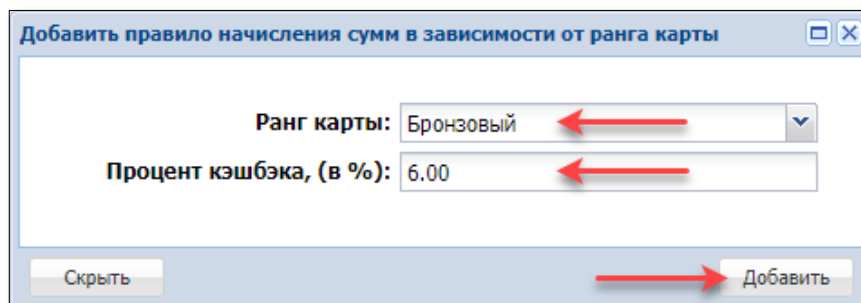 Добавить правило начисления сумм в зависимости от ранга карты
Ранг карты: Бронзовый
Процент кэшбэка, (в %): 6.00
Скрыть Добавить